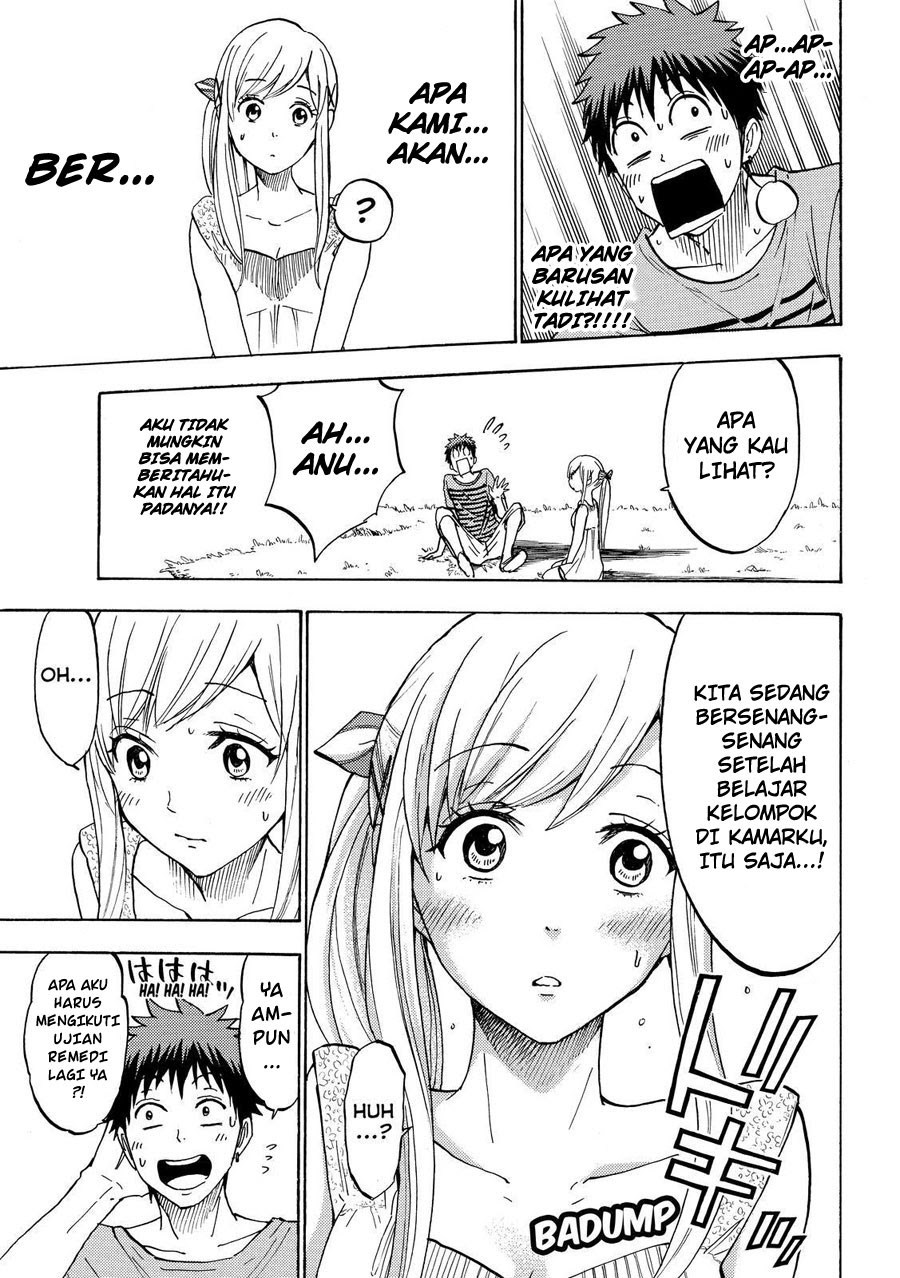 AP...AP-
AP-AP...
APA YANG
BARUSAN
KULIHAT
TADI?!!!!
APA
KAMI...
AKAN...
?
BER...
APA
YANG KAU
LIHAT?
AH...
ANU...
AKU TIDAK
MUNGKIN
BISA MEM-
BERITAHU-
KAN HAL ITU
PADANYA!!
KITA SEDANG
BERSENANG-
SENANG
SETELAH
BELAJAR
KELOMPOK
DI KAMARKU,
ITU SAJA...!
ドキ
ドキ
HUH
...?
BADUMP
OH...
YA
AM-
PUN
...
はははッ
HA! HA! HA!
APA AKU
HARUS
MENGIKUTI
UJIAN
REMEDI
LAGI YA
?!